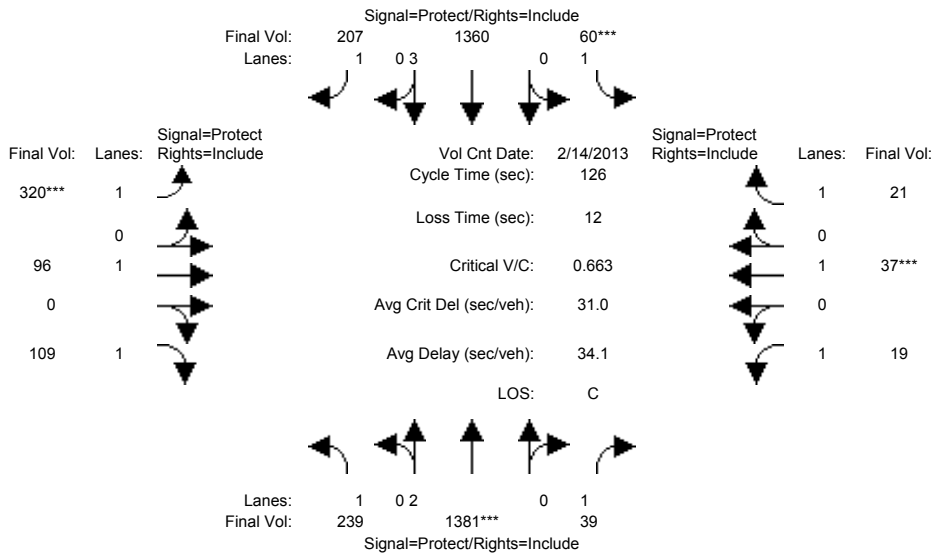 Signal=Protect/Rights=Include
Final Vol: 207 1360 60***
Lanes: 1 0 3 0 1
Signal=Protect
Final Vol: Lanes: Rights=Include
Vol Cnt Date: 2/14/2013
Signal=Protect
Rights=Include Lanes: Final Vol:
Cycle Time (sec): 126
320*** 1
1 21
Loss Time (sec): 12
0
0
96 1
Critical V/C: 0.663
1 37***
0 0
Avg Crit Del (sec/veh): 31.0
0
109 1
Avg Delay (sec/veh): 34.1
1 19
LOS: C
Lanes: 1 0 2 0 1
Final Vol: 239 1381*** 39
Signal=Protect/Rights=Include